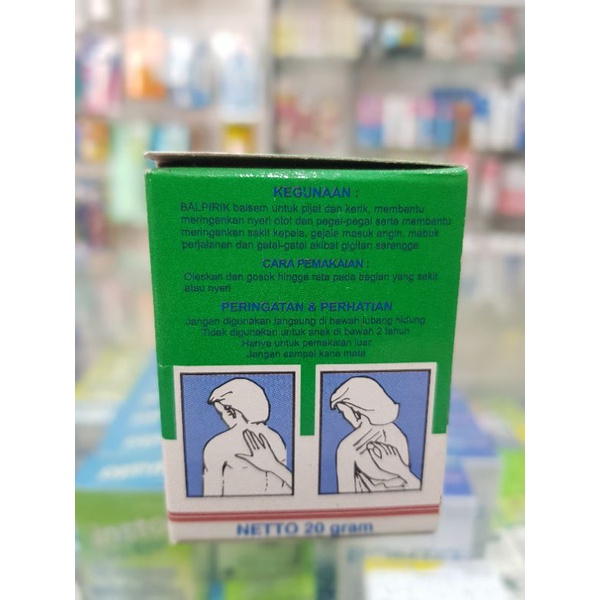 KEGUNAAN :
BALPIRIK balsem untuk pijat dan kerik, membantu
meringankan nyeri otot dan pegal-pegal serta membantu
meringankan sakit kepala, gejala masuk angin, mabuk
perjalanan dan gatal-gatal akibat gigitan serangga
CARA PEMAKAIAN :
Oleskan dan gosok hingga rata pada bagian yang sakit
atau nyeri
PERINGATAN & PERHATIAN
Jangan digunakan langsung di bawah lubang hidung
Tidak digunakan untuk anak di bawah 2 tahun
Hanya untuk pemakaian luar
Jangan sampai kena mata
NETTO 20 gram